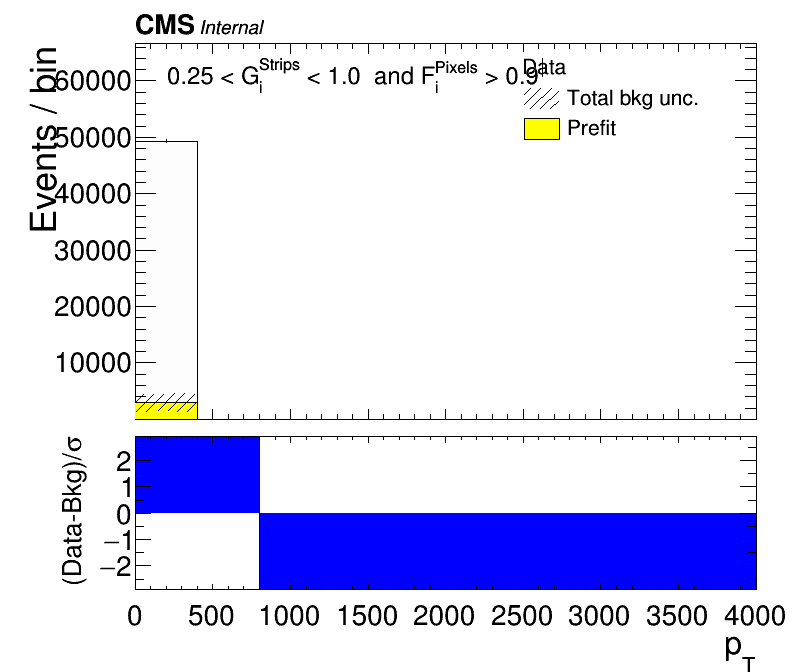 CMS Internal
Events / bin
60000
50000
40000
30000
20000
10000
0.25 < G_i^Strips < 1.0 and F_i^Pixels > 0.9
Data
Total bkg unc.
Prefit
(Data-Bkg)/σ
2
1
0
−1
−2
0 500 1000 1500 2000 2500 3000 3500 4000
p_T